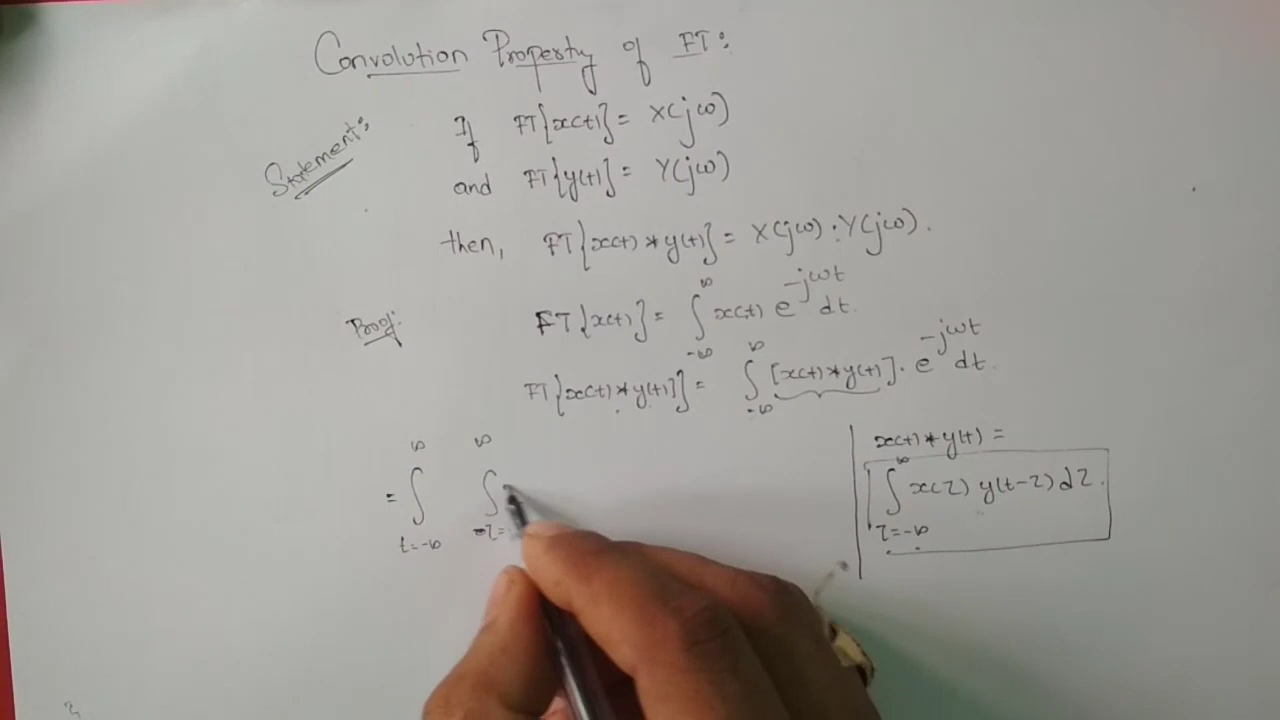 Convolution Property of FT:
Statement:
If FT{x(t)} = X(jω)
and FT{y(t)} = Y(jω)
then, FT{x(t) * y(t)} = X(jω) . Y(jω).
Proof: FT{x(t)} = ∫_{-∞}^{∞} x(t) e^{-jωt} dt.
FT{x(t) * y(t)} = ∫_{-∞}^{∞} [x(t) * y(t)] . e^{-jωt} dt.
x(t) * y(t) =
∫_{τ=-∞}^{∞} x(τ) y(t-τ) dτ.
= ∫_{t=-∞}^{∞} ∫_{τ=}^{∞}